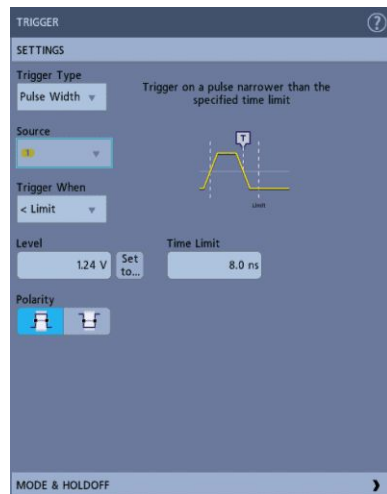 TRIGGER
?
SETTINGS
Trigger Type
Pulse Width
Trigger on a pulse narrower than the
specified time limit
Source
1
T
Limit
Trigger When
< Limit
Level
Time Limit
1.24 V
Set
to...
8.0 ns
Polarity
MODE & HOLDOFF